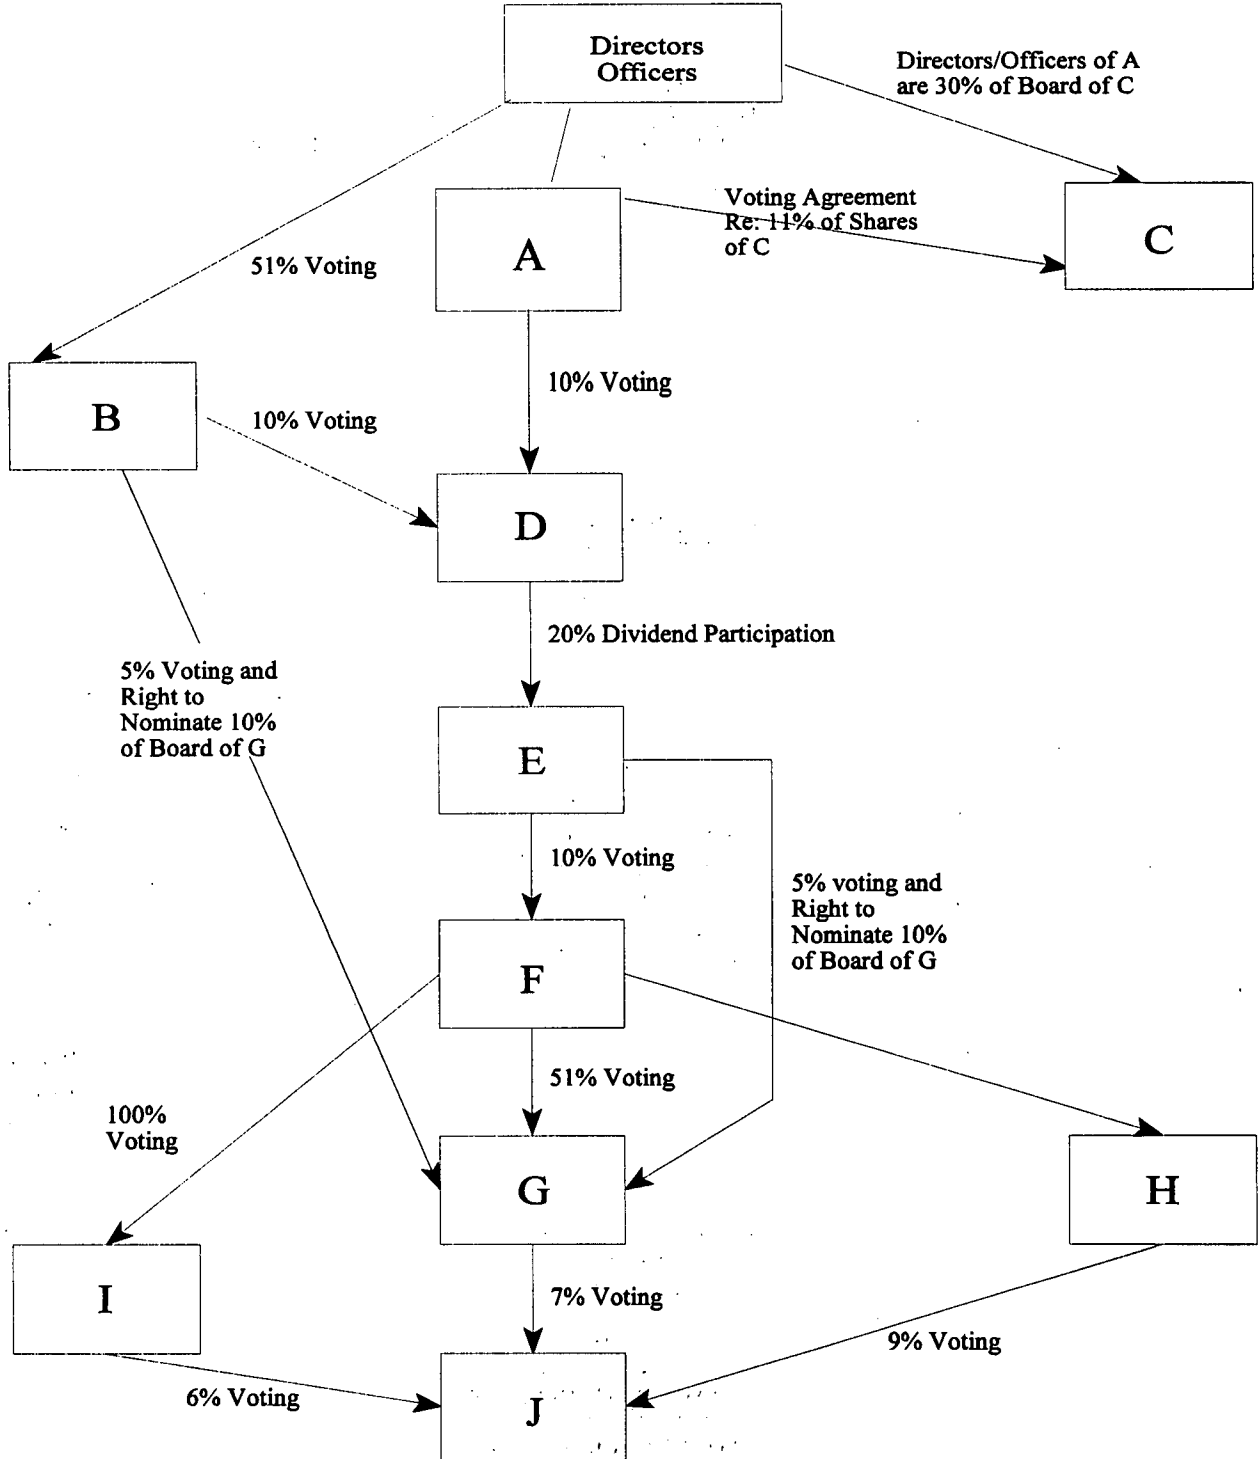 Directors
Officers
Directors/Officers of A
are 30% of Board of C
Voting Agreement
Re: 11% of Shares
of C
A
C
51% Voting
10% Voting
B
10% Voting
D
20% Dividend Participation
5% Voting and
Right to
Nominate 10%
of Board of G
E
10% Voting
5% voting and
Right to
Nominate 10%
of Board of G
F
51% Voting
100%
Voting
G
H
I
7% Voting
9% Voting
6% Voting
J